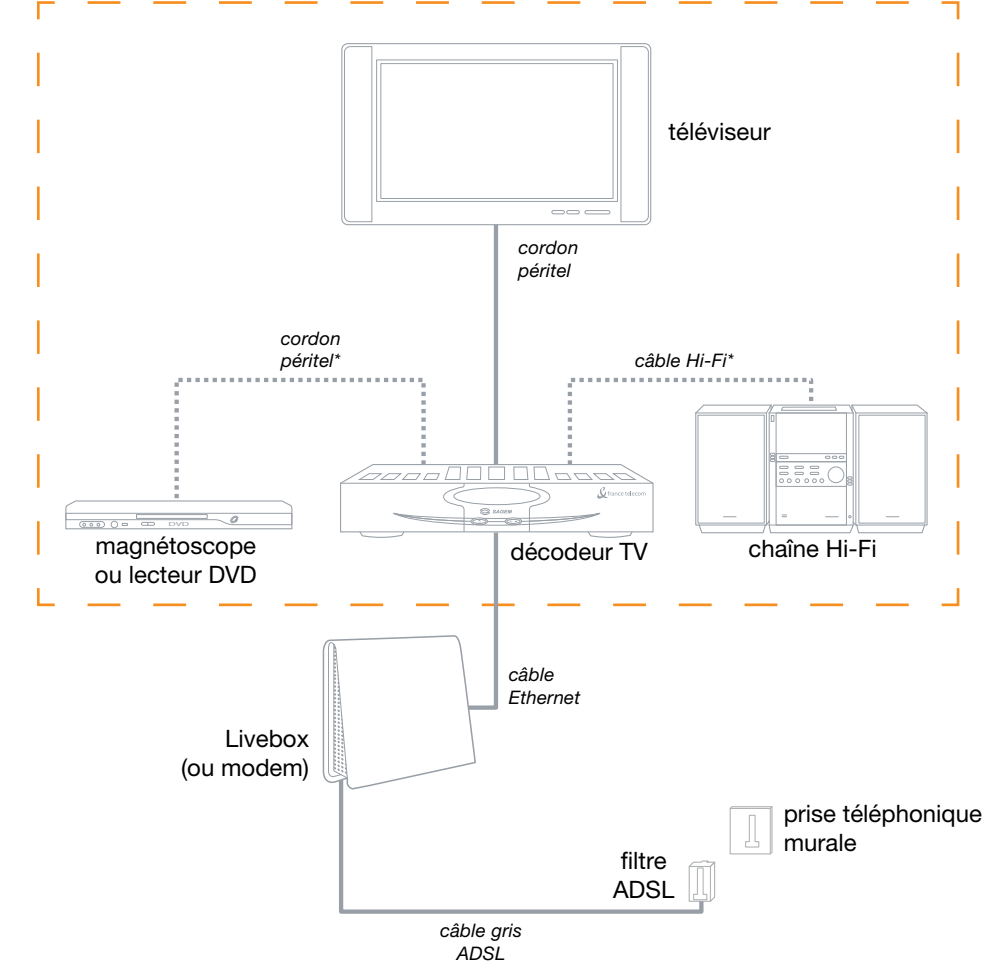 téléviseur
cordon
péritel
cordon
péritel*
câble Hi-Fi*
france telecom
SAGEM
DVD
magnétoscope
ou lecteur DVD
décodeur TV
chaîne Hi-Fi
câble
Ethernet
Livebox
(ou modem)
prise téléphonique
murale
filtre
ADSL
câble gris
ADSL